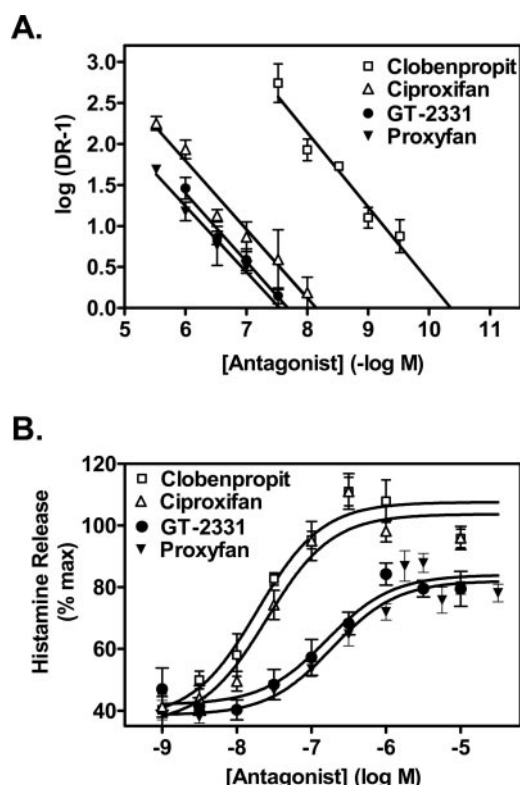 A.
log (DR-1)
3.0
2.5
2.0
1.5
1.0
0.5
0.0
Clobenpropit
Ciproxifan
GT-2331
Proxyfan
5 6 7 8 9 10 11
[Antagonist] (-log M)
B.
Histamine Release
(% max)
120
100
80
60
40
Clobenpropit
Ciproxifan
GT-2331
Proxyfan
-9 -8 -7 -6 -5
[Antagonist] (log M)